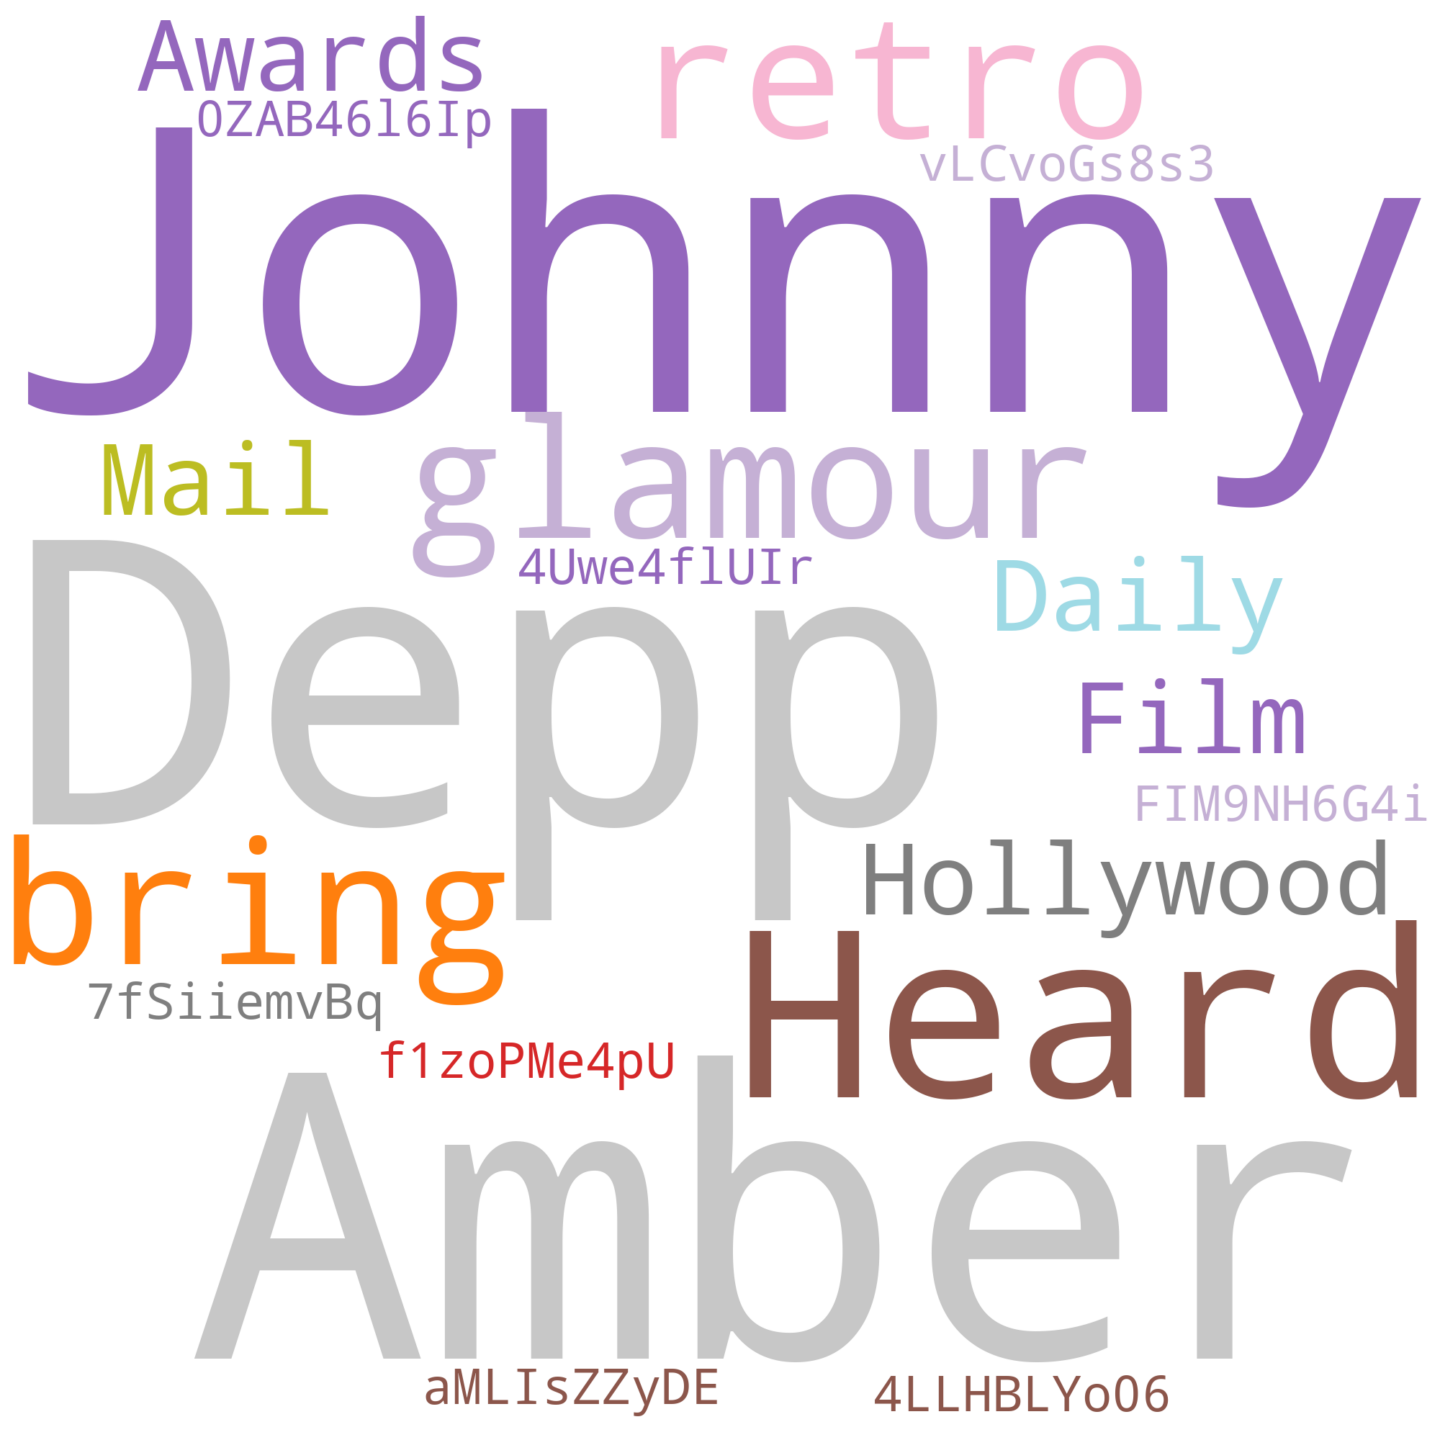 Awards
retro
0ZAB46l6Ip
vLCvoGs8s3
Johnny
Mail
glamour
4Uwe4flUIr
Daily
Depp
Film
FIM9NH6G4i
bring
Hollywood
7fSiiemvBq
Heard
f1zoPMe4pU
Amber
aMLIsZZyDE
4LLHBLYoO6